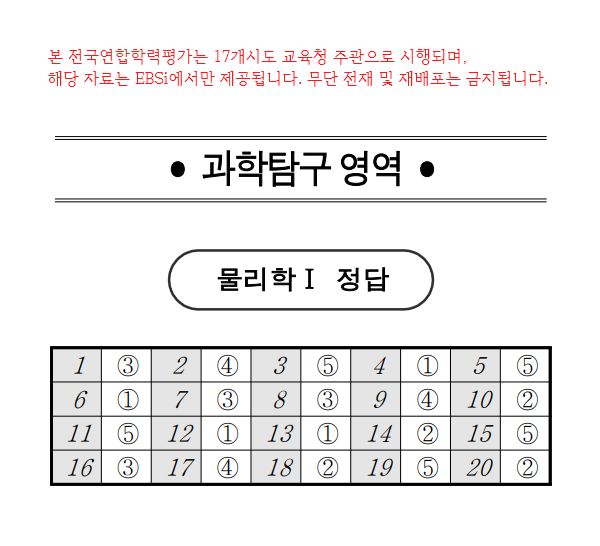 본 전국연합학력평가는 17개시도 교육청 주관으로 시행되며,
해당 자료는 EBSi에서만 제공됩니다. 무단 전재 및 재배포는 금지됩니다.
● 과학탐구 영역 ●
물리학Ⅰ 정답
1 ③ 2 ④ 3 ⑤ 4 ① 5 ⑤
6 ① 7 ③ 8 ③ 9 ④ 10 ②
11 ⑤ 12 ① 13 ① 14 ② 15 ⑤
16 ③ 17 ④ 18 ② 19 ⑤ 20 ②